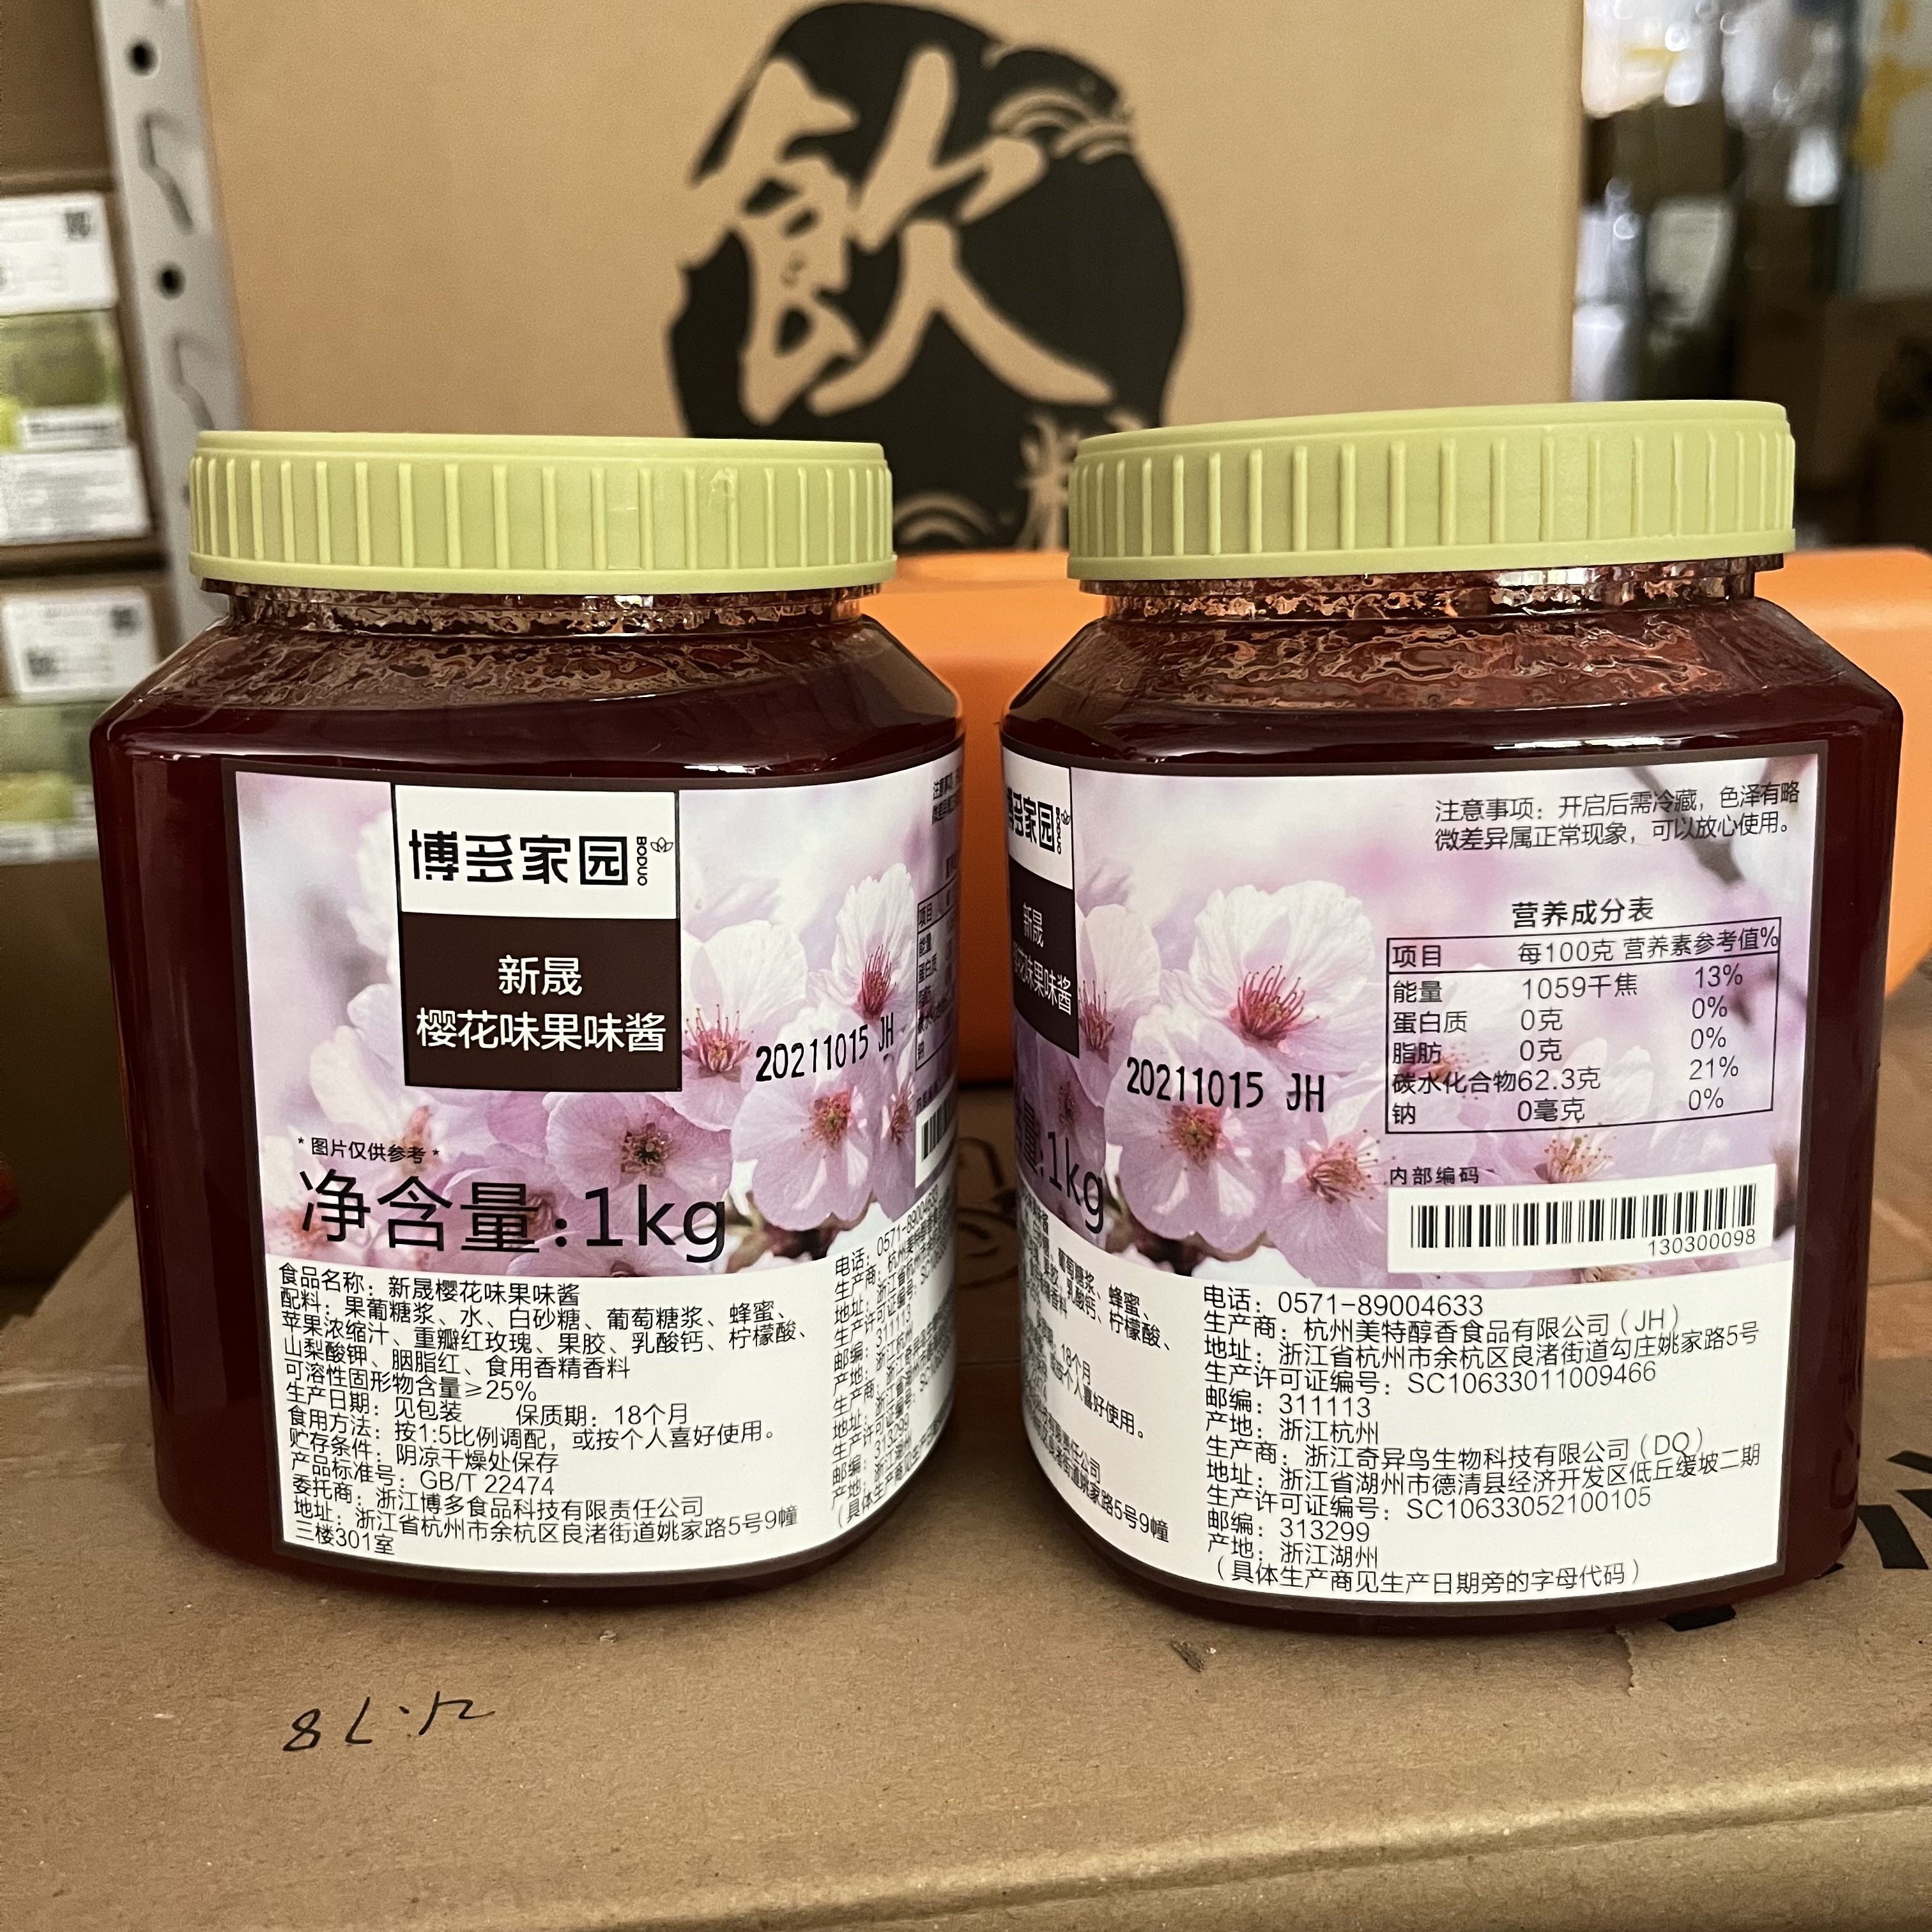 飲
博多家园
BODUO
新晟
樱花味果味酱
20211015 JH
*图片仅供参考*
净含量:1kg
食品名称：新晟樱花味果味酱
配料：果葡糖浆、水、白砂糖、葡萄糖浆、蜂蜜、
苹果浓缩汁、重瓣红玫瑰、果胶、乳酸钙、柠檬酸、
山梨酸钾、胭脂红、食用香精香料
可溶性固形物含量≥25%
生产日期：见包装 保质期：18个月
食用方法：按1:5比例调配，或按个人喜好使用。
贮存条件：阴凉干燥处保存
产品标准号：GB/T 22474
委托商：浙江博多食品科技有限责任公司
地址：浙江省杭州市余杭区良渚街道姚家路5号9幢
三楼301室
博多家园
BODUO
新晟
花味果味酱
20211015 JH
量:1kg
注意事项：开启后需冷藏，色泽有略
微差异属正常现象，可以放心使用。
营养成分表
项目 每100克 营养素参考值%
能量 1059千焦 13%
蛋白质 0克 0%
脂肪 0克 0%
碳水化合物 62.3克 21%
钠 0毫克 0%
内部编码
130300098
电话：0571-89004633
生产商：杭州美特醇香食品有限公司（JH）
地址：浙江省杭州市余杭区良渚街道勾庄姚家路5号
生产许可证编号：SC10633011009466
邮编：311113
产地：浙江杭州
生产商：浙江奇异鸟生物科技有限公司（DQ）
地址：浙江省湖州市德清县经济开发区低丘缓坡二期
生产许可证编号：SC10633052100105
邮编：313299
产地：浙江湖州
（具体生产商见生产日期旁的字母代码）